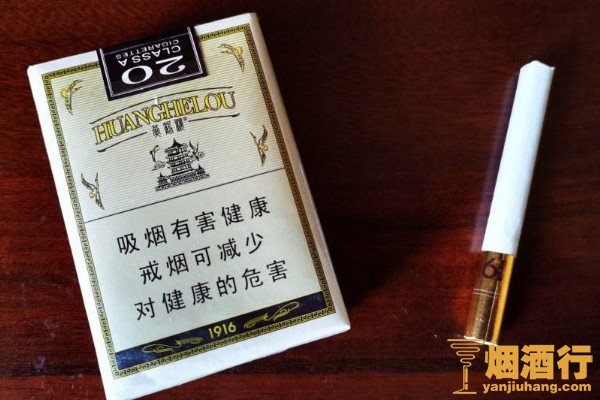 20
CLASS A
CIGARETTES
HUANGHELOU
黄鹤楼
吸烟有害健康
戒烟可减少
对健康的危害
1916
烟酒行
yanjiuhang.com